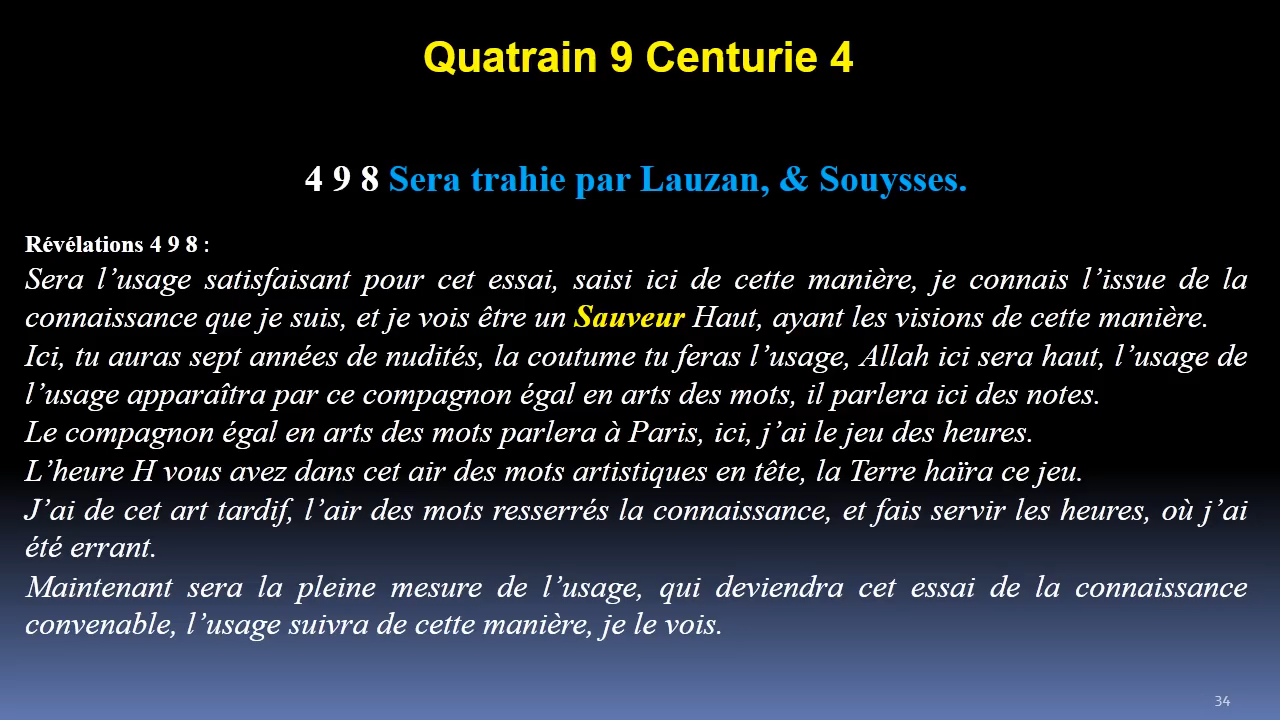 Quatrain 9 Centurie 4
4 9 8 Sera trahie par Lauzan, & Souysses.
Révélations 4 9 8 :
Sera l’usage satisfaisant pour cet essai, saisi ici de cette manière, je connais l’issue de la
connaissance que je suis, et je vois être un Sauveur Haut, ayant les visions de cette manière.
Ici, tu auras sept années de nudités, la coutume tu feras l’usage, Allah ici sera haut, l’usage de
l’usage apparaîtra par ce compagnon égal en arts des mots, il parlera ici des notes.
Le compagnon égal en arts des mots parlera à Paris, ici, j’ai le jeu des heures.
L’heure H vous avez dans cet air des mots artistiques en tête, la Terre haïra ce jeu.
J’ai de cet art tardif, l’air des mots resserrés la connaissance, et fais servir les heures, où j’ai
été errant.
Maintenant sera la pleine mesure de l’usage, qui deviendra cet essai de la connaissance
convenable, l’usage suivra de cette manière, je le vois.
34